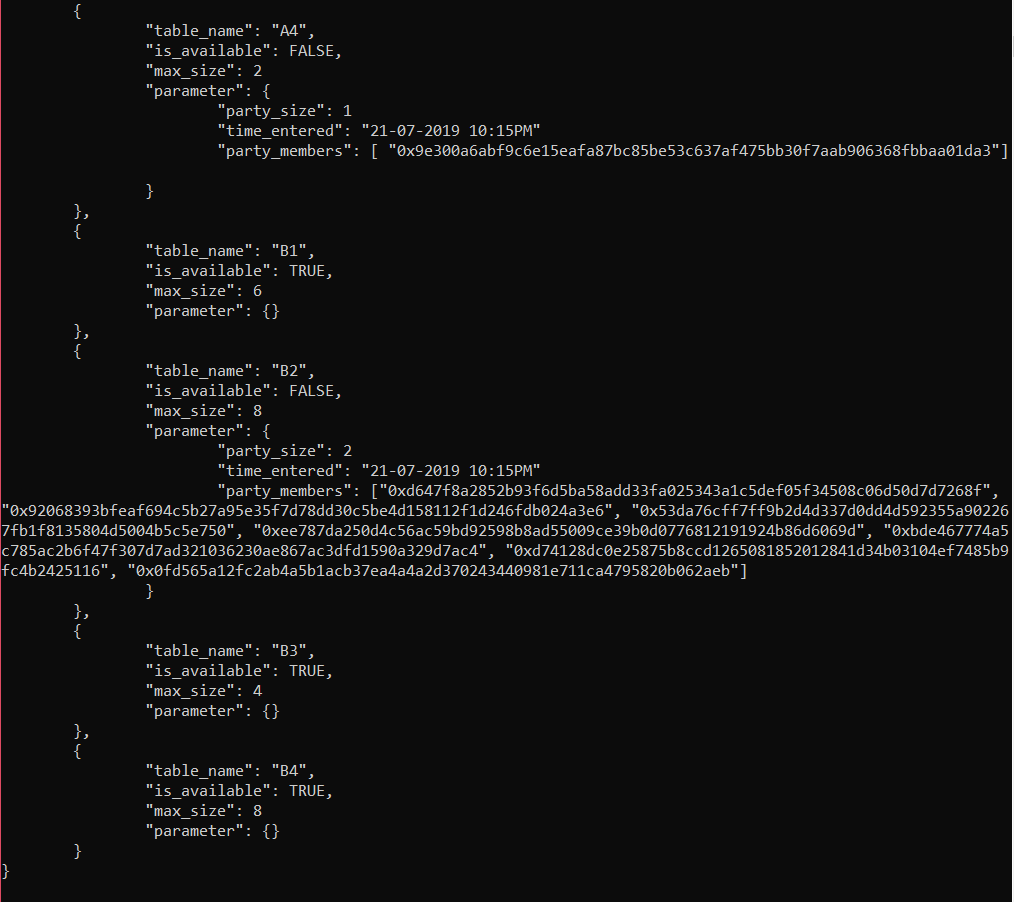 {
"table_name": "A4",
"is_available": FALSE,
"max_size": 2
"parameter": {
"party_size": 1
"time_entered": "21-07-2019 10:15PM"
"party_members": [ "0x9e300a6abf9c6e15eafa87bc85be53c637af475bb30f7aab906368fbbaa01da3"]
}
},
{
"table_name": "B1",
"is_available": TRUE,
"max_size": 6
"parameter": {}
},
{
"table_name": "B2",
"is_available": FALSE,
"max_size": 8
"parameter": {
"party_size": 2
"time_entered": "21-07-2019 10:15PM"
"party_members": ["0xd647f8a2852b93f6d5ba58add33fa025343a1c5def05f34508c06d50d7d7268f",
"0x92068393bfeaf694c5b27a95e35f7d78dd30c5be4d158112f1d246fdb024a3e6", "0x53da76cff7ff9b2d4d337d0dd4d592355a90226
7fb1f8135804d5004b5c5e750", "0xee787da250d4c56ac59bd92598b8ad55009ce39b0d0776812191924b86d6069d", "0xbde467774a5
c785ac2b6f47f307d7ad321036230ae867ac3dfd1590a329d7ac4", "0xd74128dc0e25875b8ccd1265081852012841d34b03104ef7485b9
fc4b2425116", "0x0fd565a12fc2ab4a5b1acb37ea4a4a2d370243440981e711ca4795820b062aeb"]
}
},
{
"table_name": "B3",
"is_available": TRUE,
"max_size": 4
"parameter": {}
},
{
"table_name": "B4",
"is_available": TRUE,
"max_size": 8
"parameter": {}
}
}